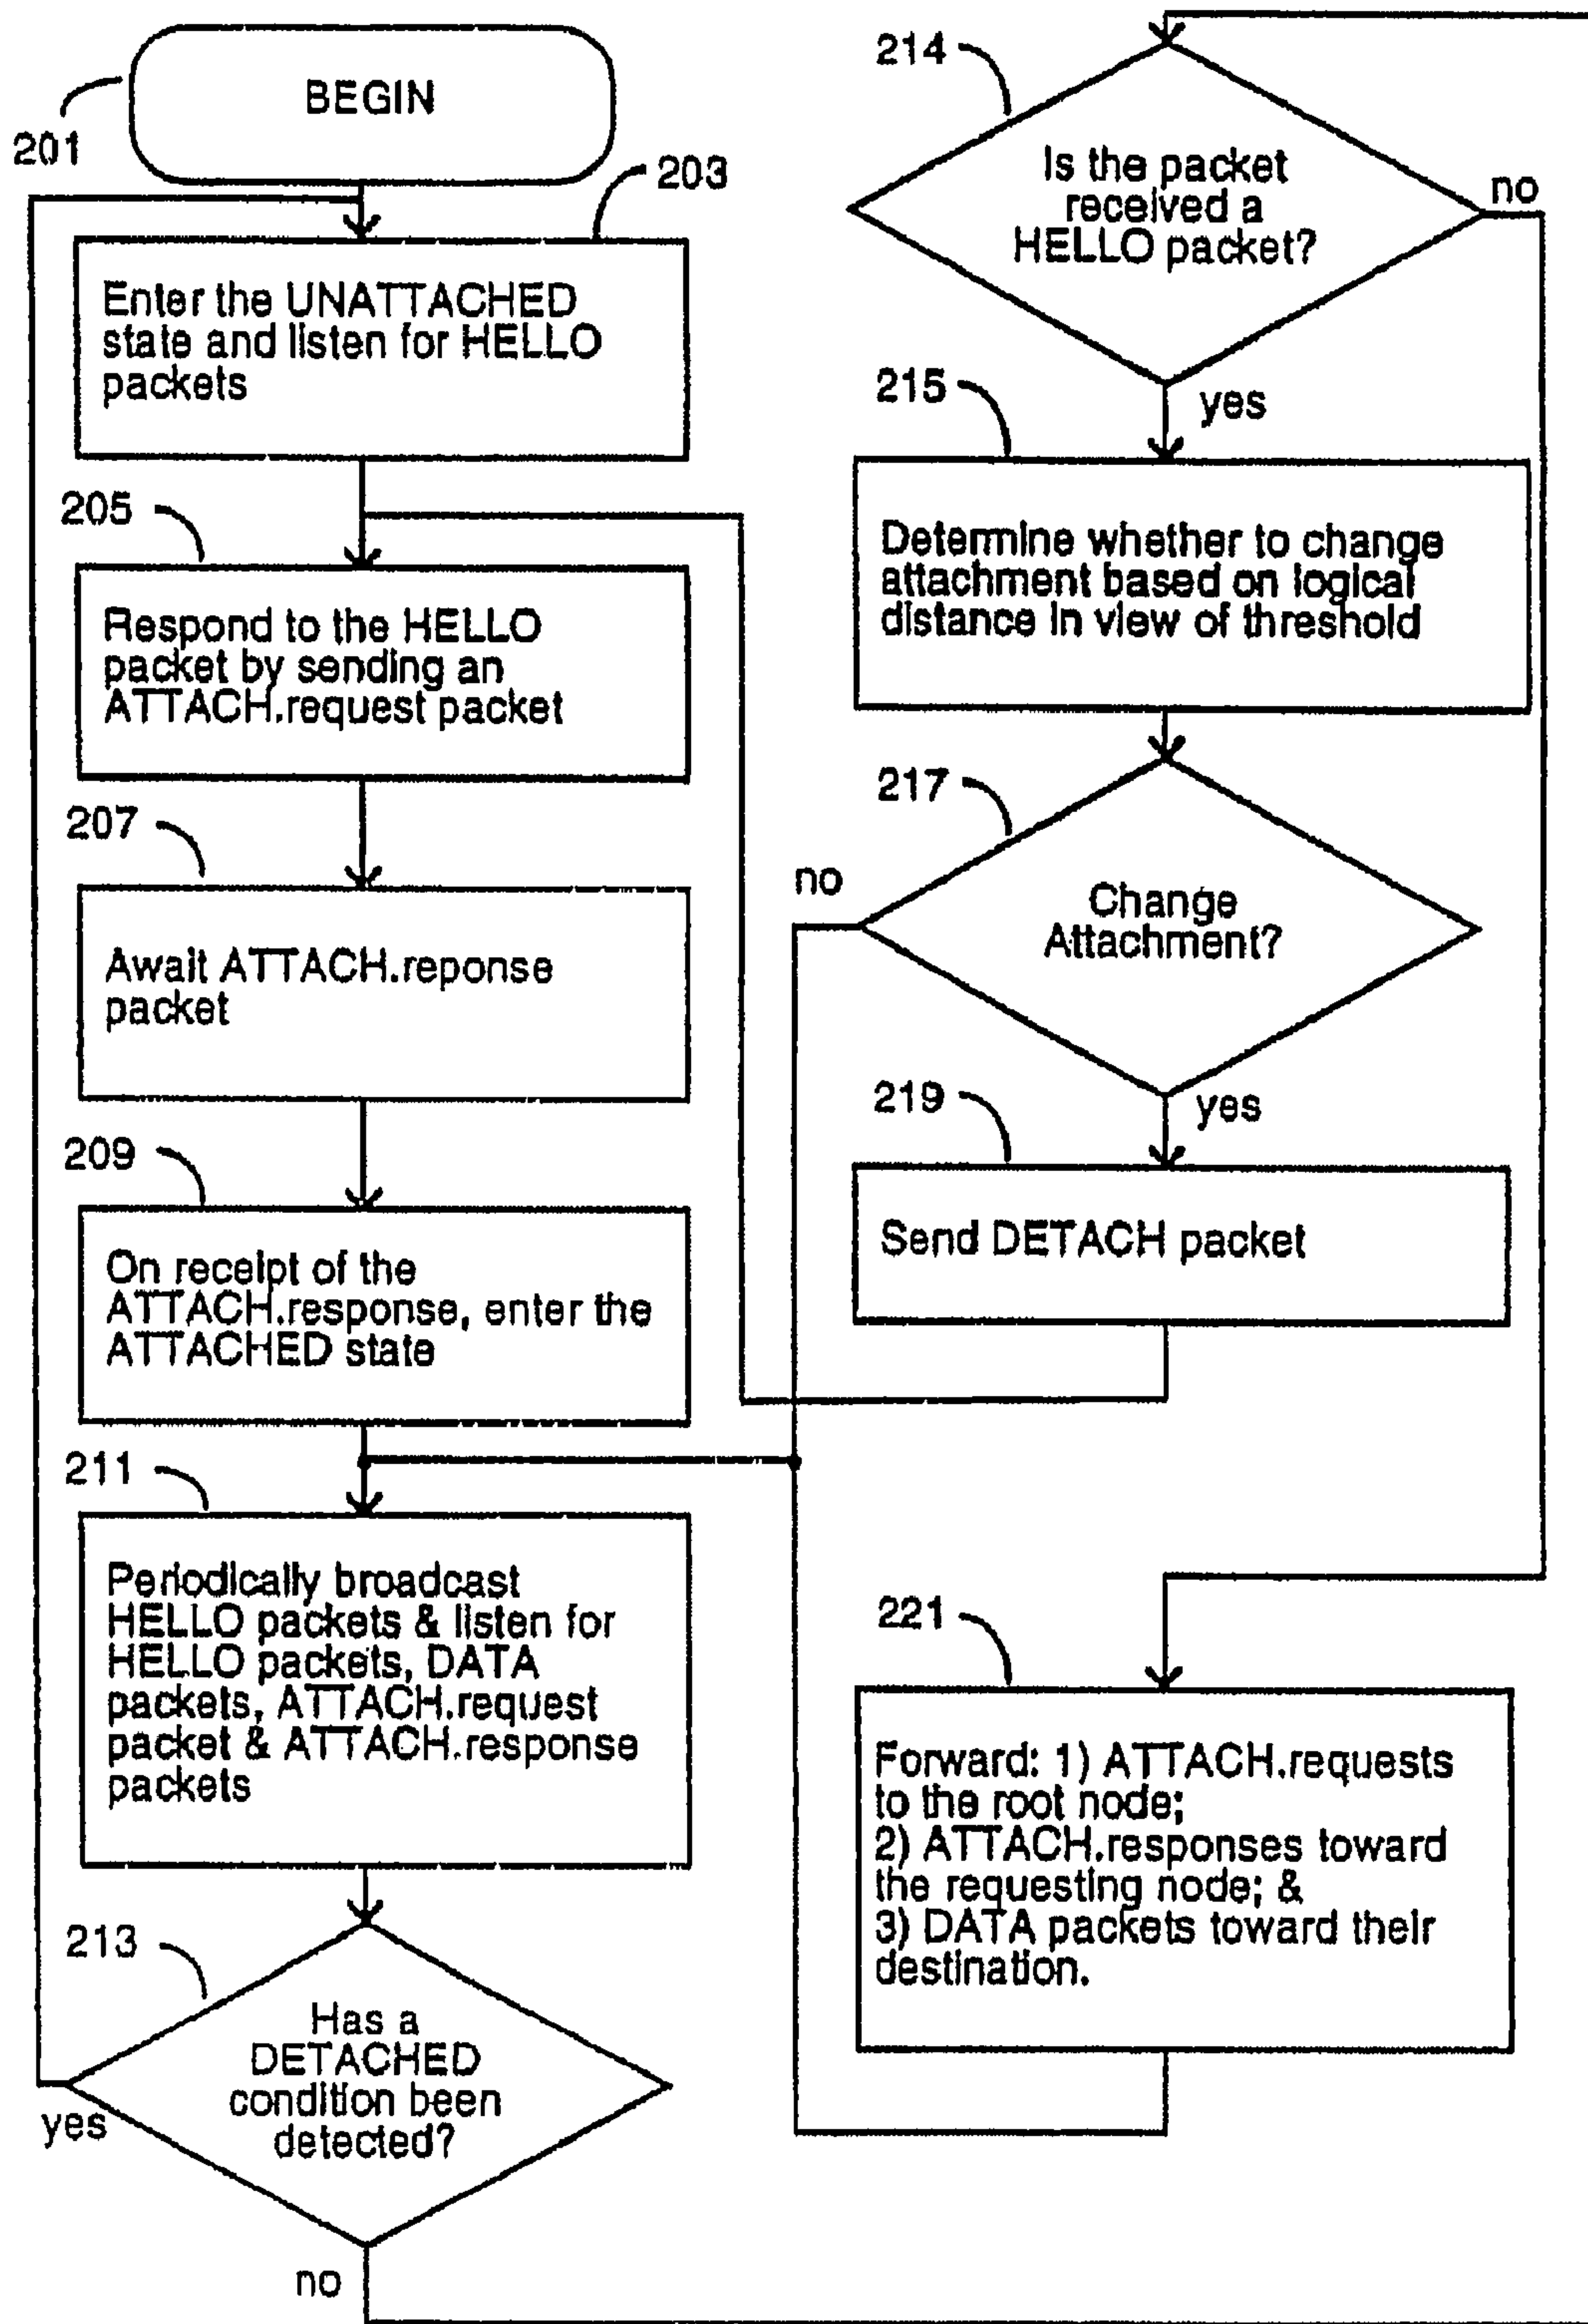 201
BEGIN
203
Enter the UNATTACHED
state and listen for HELLO
packets
205
Respond to the HELLO
packet by sending an
ATTACH.request packet
207
Await ATTACH.reponse
packet
209
On receipt of the
ATTACH.response, enter the
ATTACHED state
211
Periodically broadcast
HELLO packets & listen for
HELLO packets, DATA
packets, ATTACH.request
packet & ATTACH.response
packets
213
Has a
DETACHED
condition been
detected?
yes
no
214
Is the packet
received a
HELLO packet?
no
yes
215
Determine whether to change
attachment based on logical
distance in view of threshold
217
Change
Attachment?
no
yes
219
Send DETACH packet
221
Forward: 1) ATTACH.requests
to the root node;
2) ATTACH.responses toward
the requesting node; &
3) DATA packets toward their
destination.